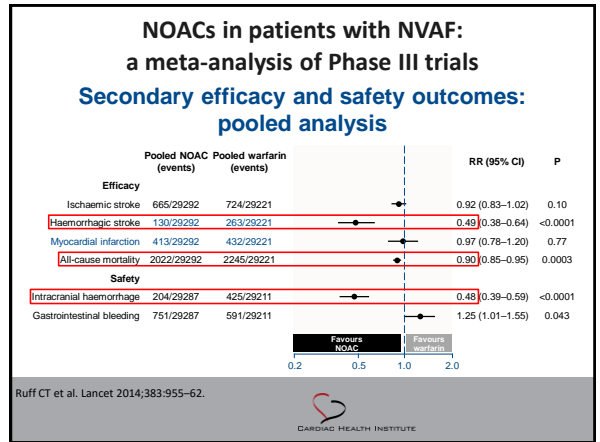 NOACs in patients with NVAF:
a meta-analysis of Phase III trials
Secondary efficacy and safety outcomes:
pooled analysis
Pooled NOAC (events) Pooled warfarin (events) RR (95% CI) P
Efficacy
Ischaemic stroke 665/29292 724/29221 0.92 (0.83–1.02) 0.10
Haemorrhagic stroke 130/29292 263/29221 0.49 (0.38–0.64) <0.0001
Myocardial infarction 413/29292 432/29221 0.97 (0.78–1.20) 0.77
All-cause mortality 2022/29292 2245/29221 0.90 (0.85–0.95) 0.0003
Safety
Intracranial haemorrhage 204/29287 425/29211 0.48 (0.39–0.59) <0.0001
Gastrointestinal bleeding 751/29287 591/29211 1.25 (1.01–1.55) 0.043
Favours NOAC Favours warfarin
0.2 0.5 1.0 2.0
Ruff CT et al. Lancet 2014;383:955–62.
CARDIAC HEALTH INSTITUTE